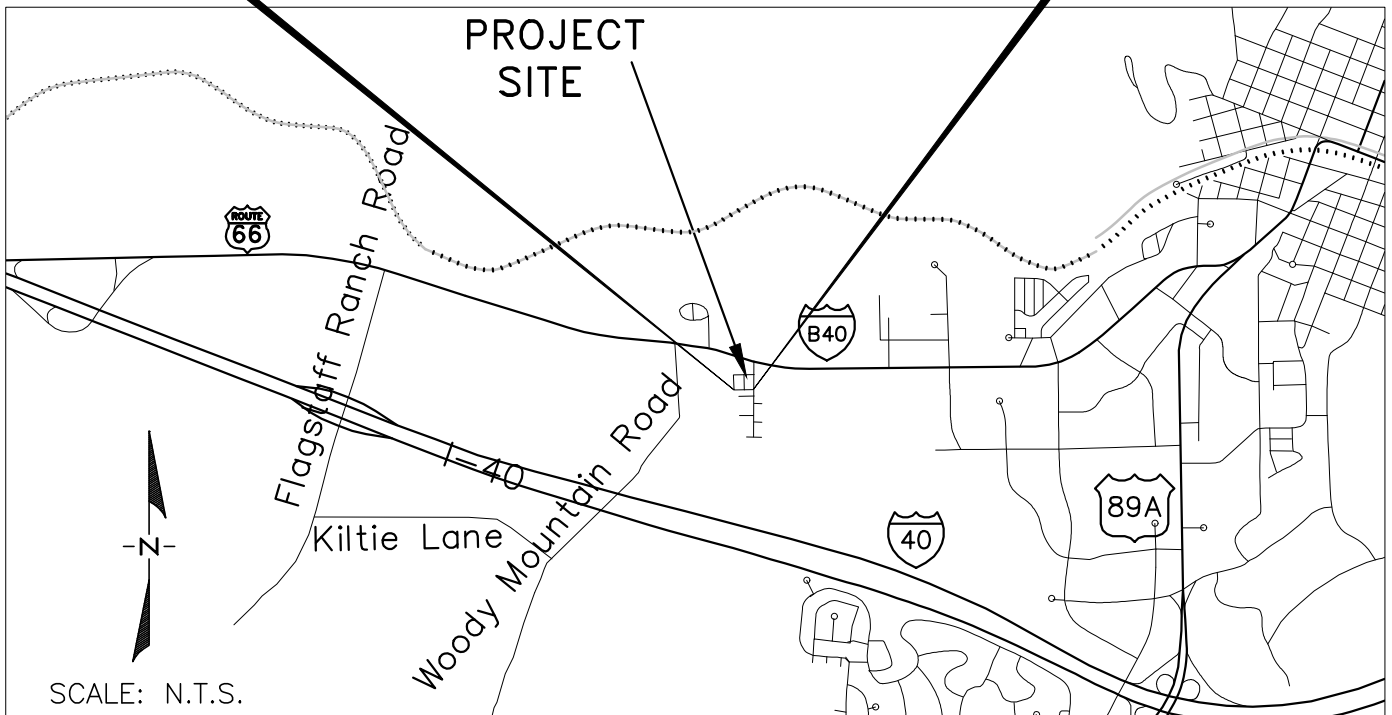 PROJECT
SITE
Flagstaff Ranch Road
ROUTE
66
B40
Woody Mountain Road
I-40
89A
40
Kiltie Lane
-N-
SCALE: N.T.S.